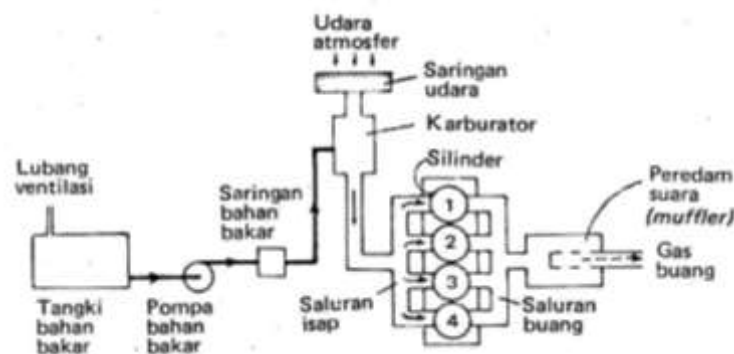 Udara
atmosfer
Saringan
udara
Karburator
Lubang
ventilasi
Saringan
bahan
bakar
Silinder
1
2
3
4
Peredam
suara
(muffler)
Gas
buang
Tangki
bahan
bakar
Pompa
bahan
bakar
Saluran
isap
Saluran
buang